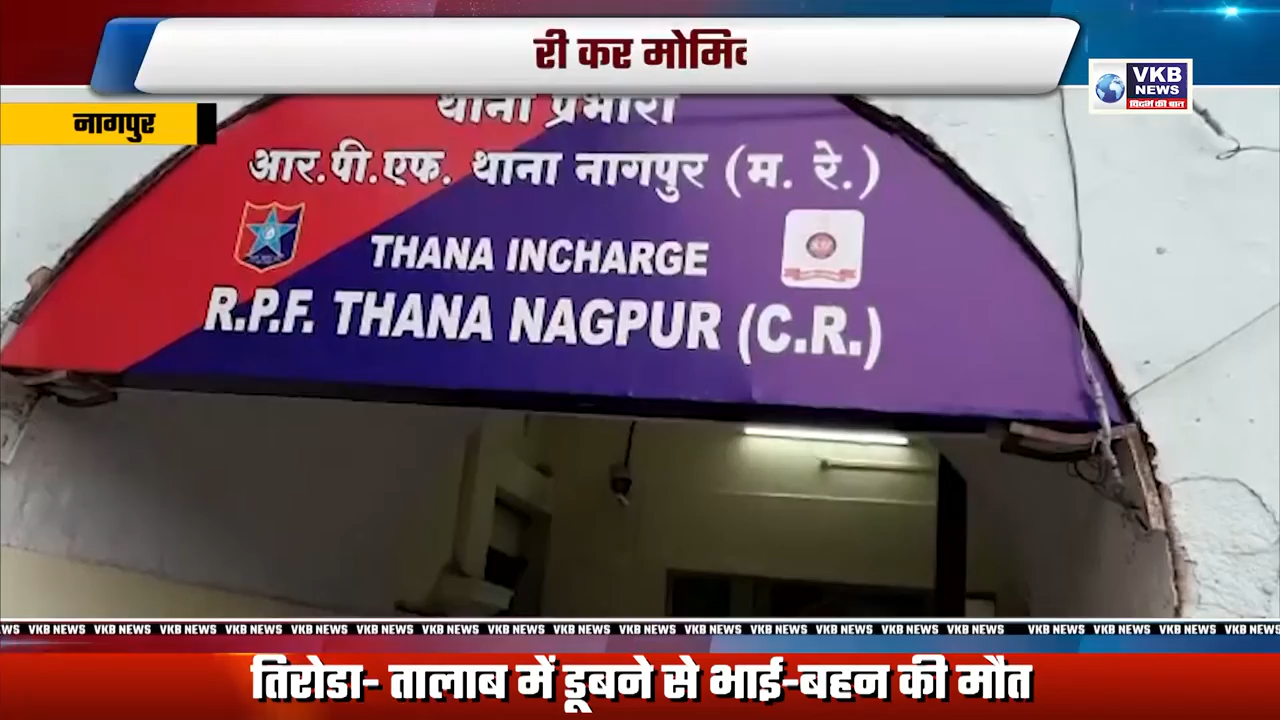 री कर
VKB
NEWS
विदर्भ की बात
नागपुर
थाना प्रभारी
आर.पी.एफ. थाना नागपुर (म. रे.)
THANA INCHARGE
R.P.F. THANA NAGPUR (C.R.)
VKB NEWS VKB NEWS VKB NEWS VKB NEWS VKB NEWS VKB NEWS VKB NEWS VKB NEWS VKB NEWS VKB NEWS VKB NEWS VKB NEWS VKB NEWS VKB NEWS VKB NEWS VKB NEWS VKB NEWS VKB NEWS
तिरोडा- तालाब में डूबने से भाई-बहन की मौत